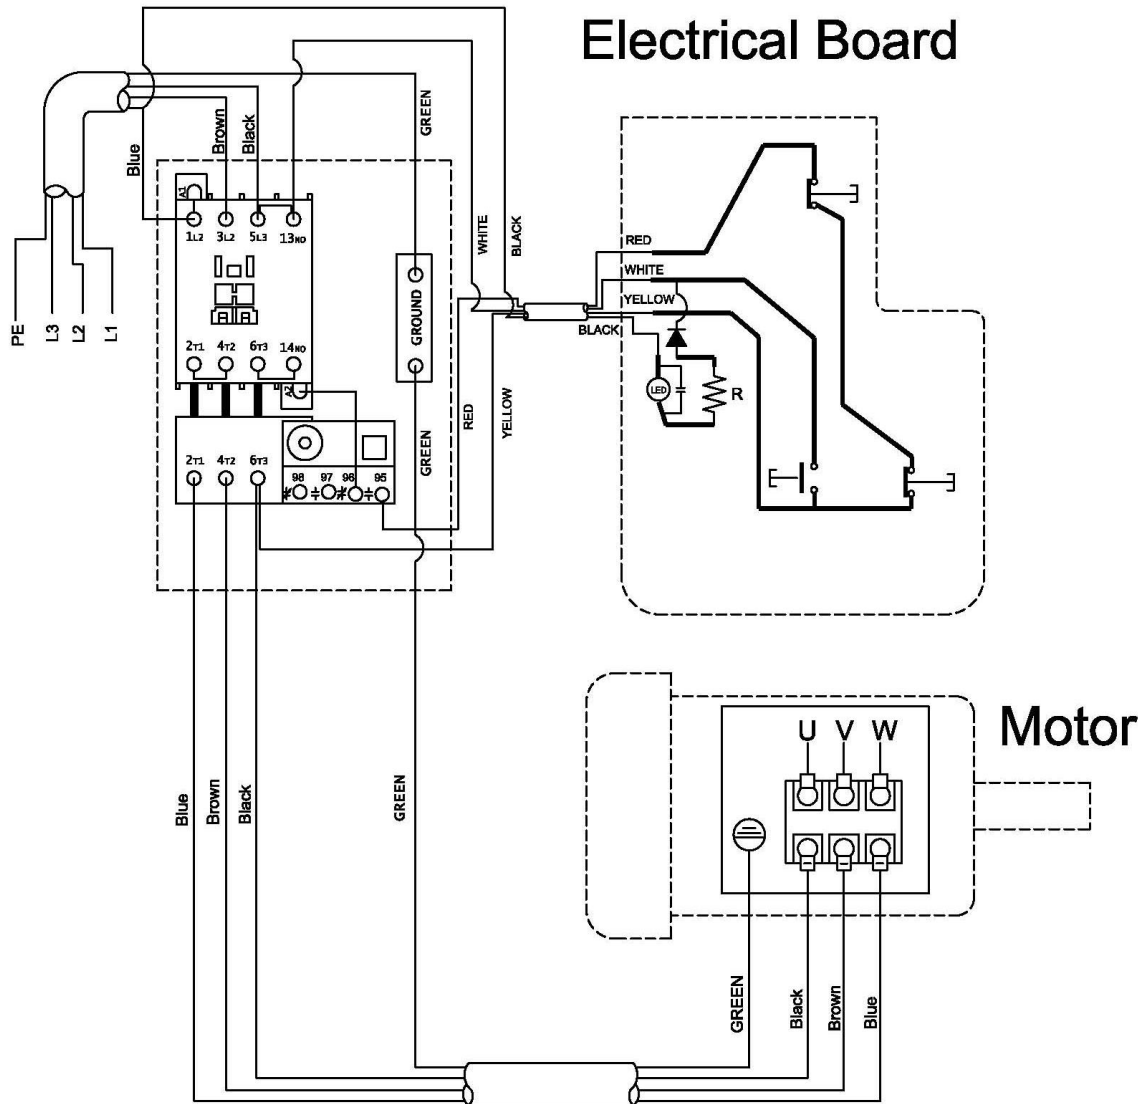 Electrical Board
Blue
Brown
Black
GREEN
A1
1L2 3L2 5L3 13NO
WHITE
BLACK
RED
WHITE
YELLOW
BLACK
PE
L3
L2
L1
GROUND
2T1 4T2 6T3 14NO
A2
LED
R
RED
YELLOW
GREEN
2T1 4T2 6T3
98 97 96 95
Motor
U V W
Blue
Brown
Black
GREEN
GREEN
Black
Brown
Blue